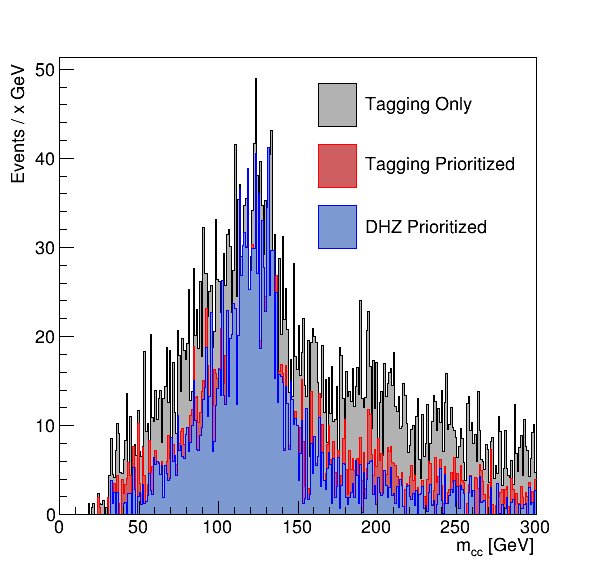 Events / x GeV
50
40
30
20
10
0
Tagging Only
Tagging Prioritized
DHZ Prioritized
0 50 100 150 200 250 300
m_cc [GeV]